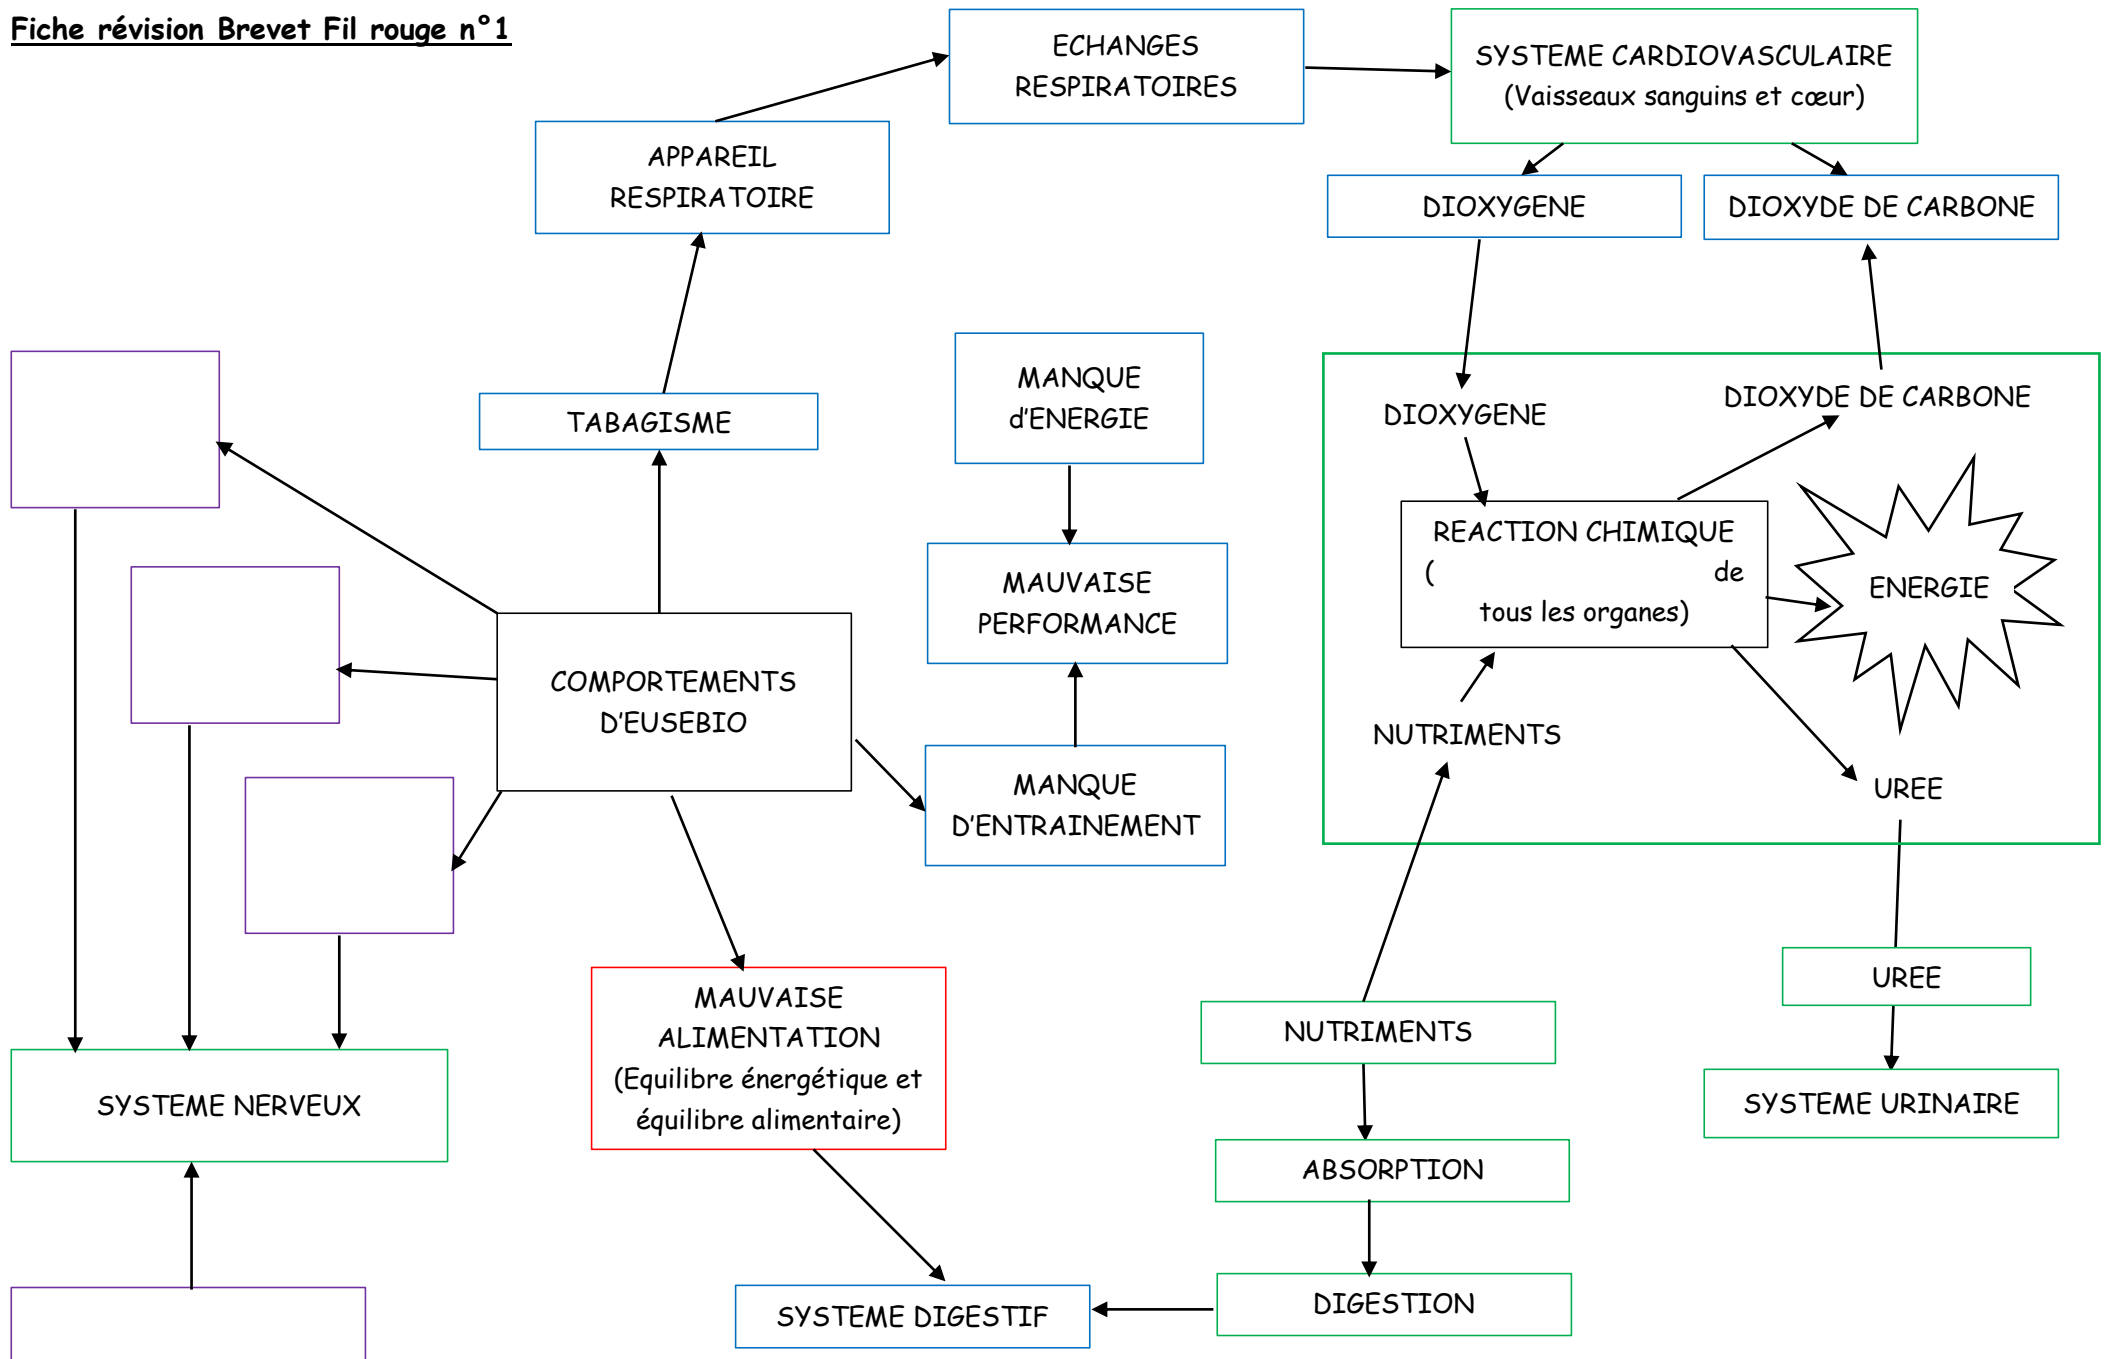 Fiche révision Brevet Fil rouge n°1
ECHANGES
RESPIRATOIRES
SYSTEME CARDIOVASCULAIRE
(Vaisseaux sanguins et cœur)
APPAREIL
RESPIRATOIRE
DIOXYGENE
DIOXYDE DE CARBONE
MANQUE
d'ENERGIE
TABAGISME
DIOXYGENE
DIOXYDE DE CARBONE
REACTION CHIMIQUE
( de
tous les organes)
ENERGIE
MAUVAISE
PERFORMANCE
COMPORTEMENTS
D'EUSEBIO
NUTRIMENTS
MANQUE
D'ENTRAINEMENT
UREE
MAUVAISE
ALIMENTATION
(Equilibre énergétique et
équilibre alimentaire)
UREE
NUTRIMENTS
SYSTEME NERVEUX
SYSTEME URINAIRE
ABSORPTION
SYSTEME DIGESTIF
DIGESTION